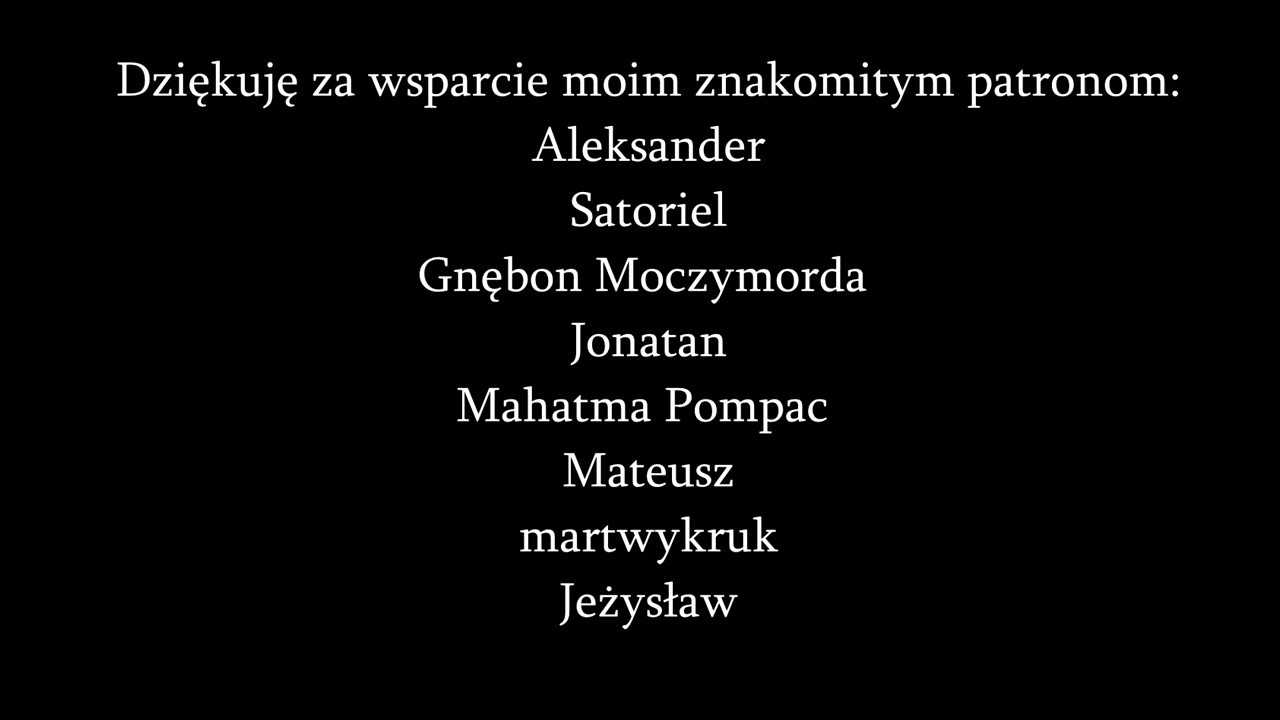 Dziękuję za wsparcie moim znakomitym patronom:
Aleksander
Satoriel
Gnębon Moczymorda
Jonatan
Mahatma Pompac
Mateusz
martwykruk
Jeżysław